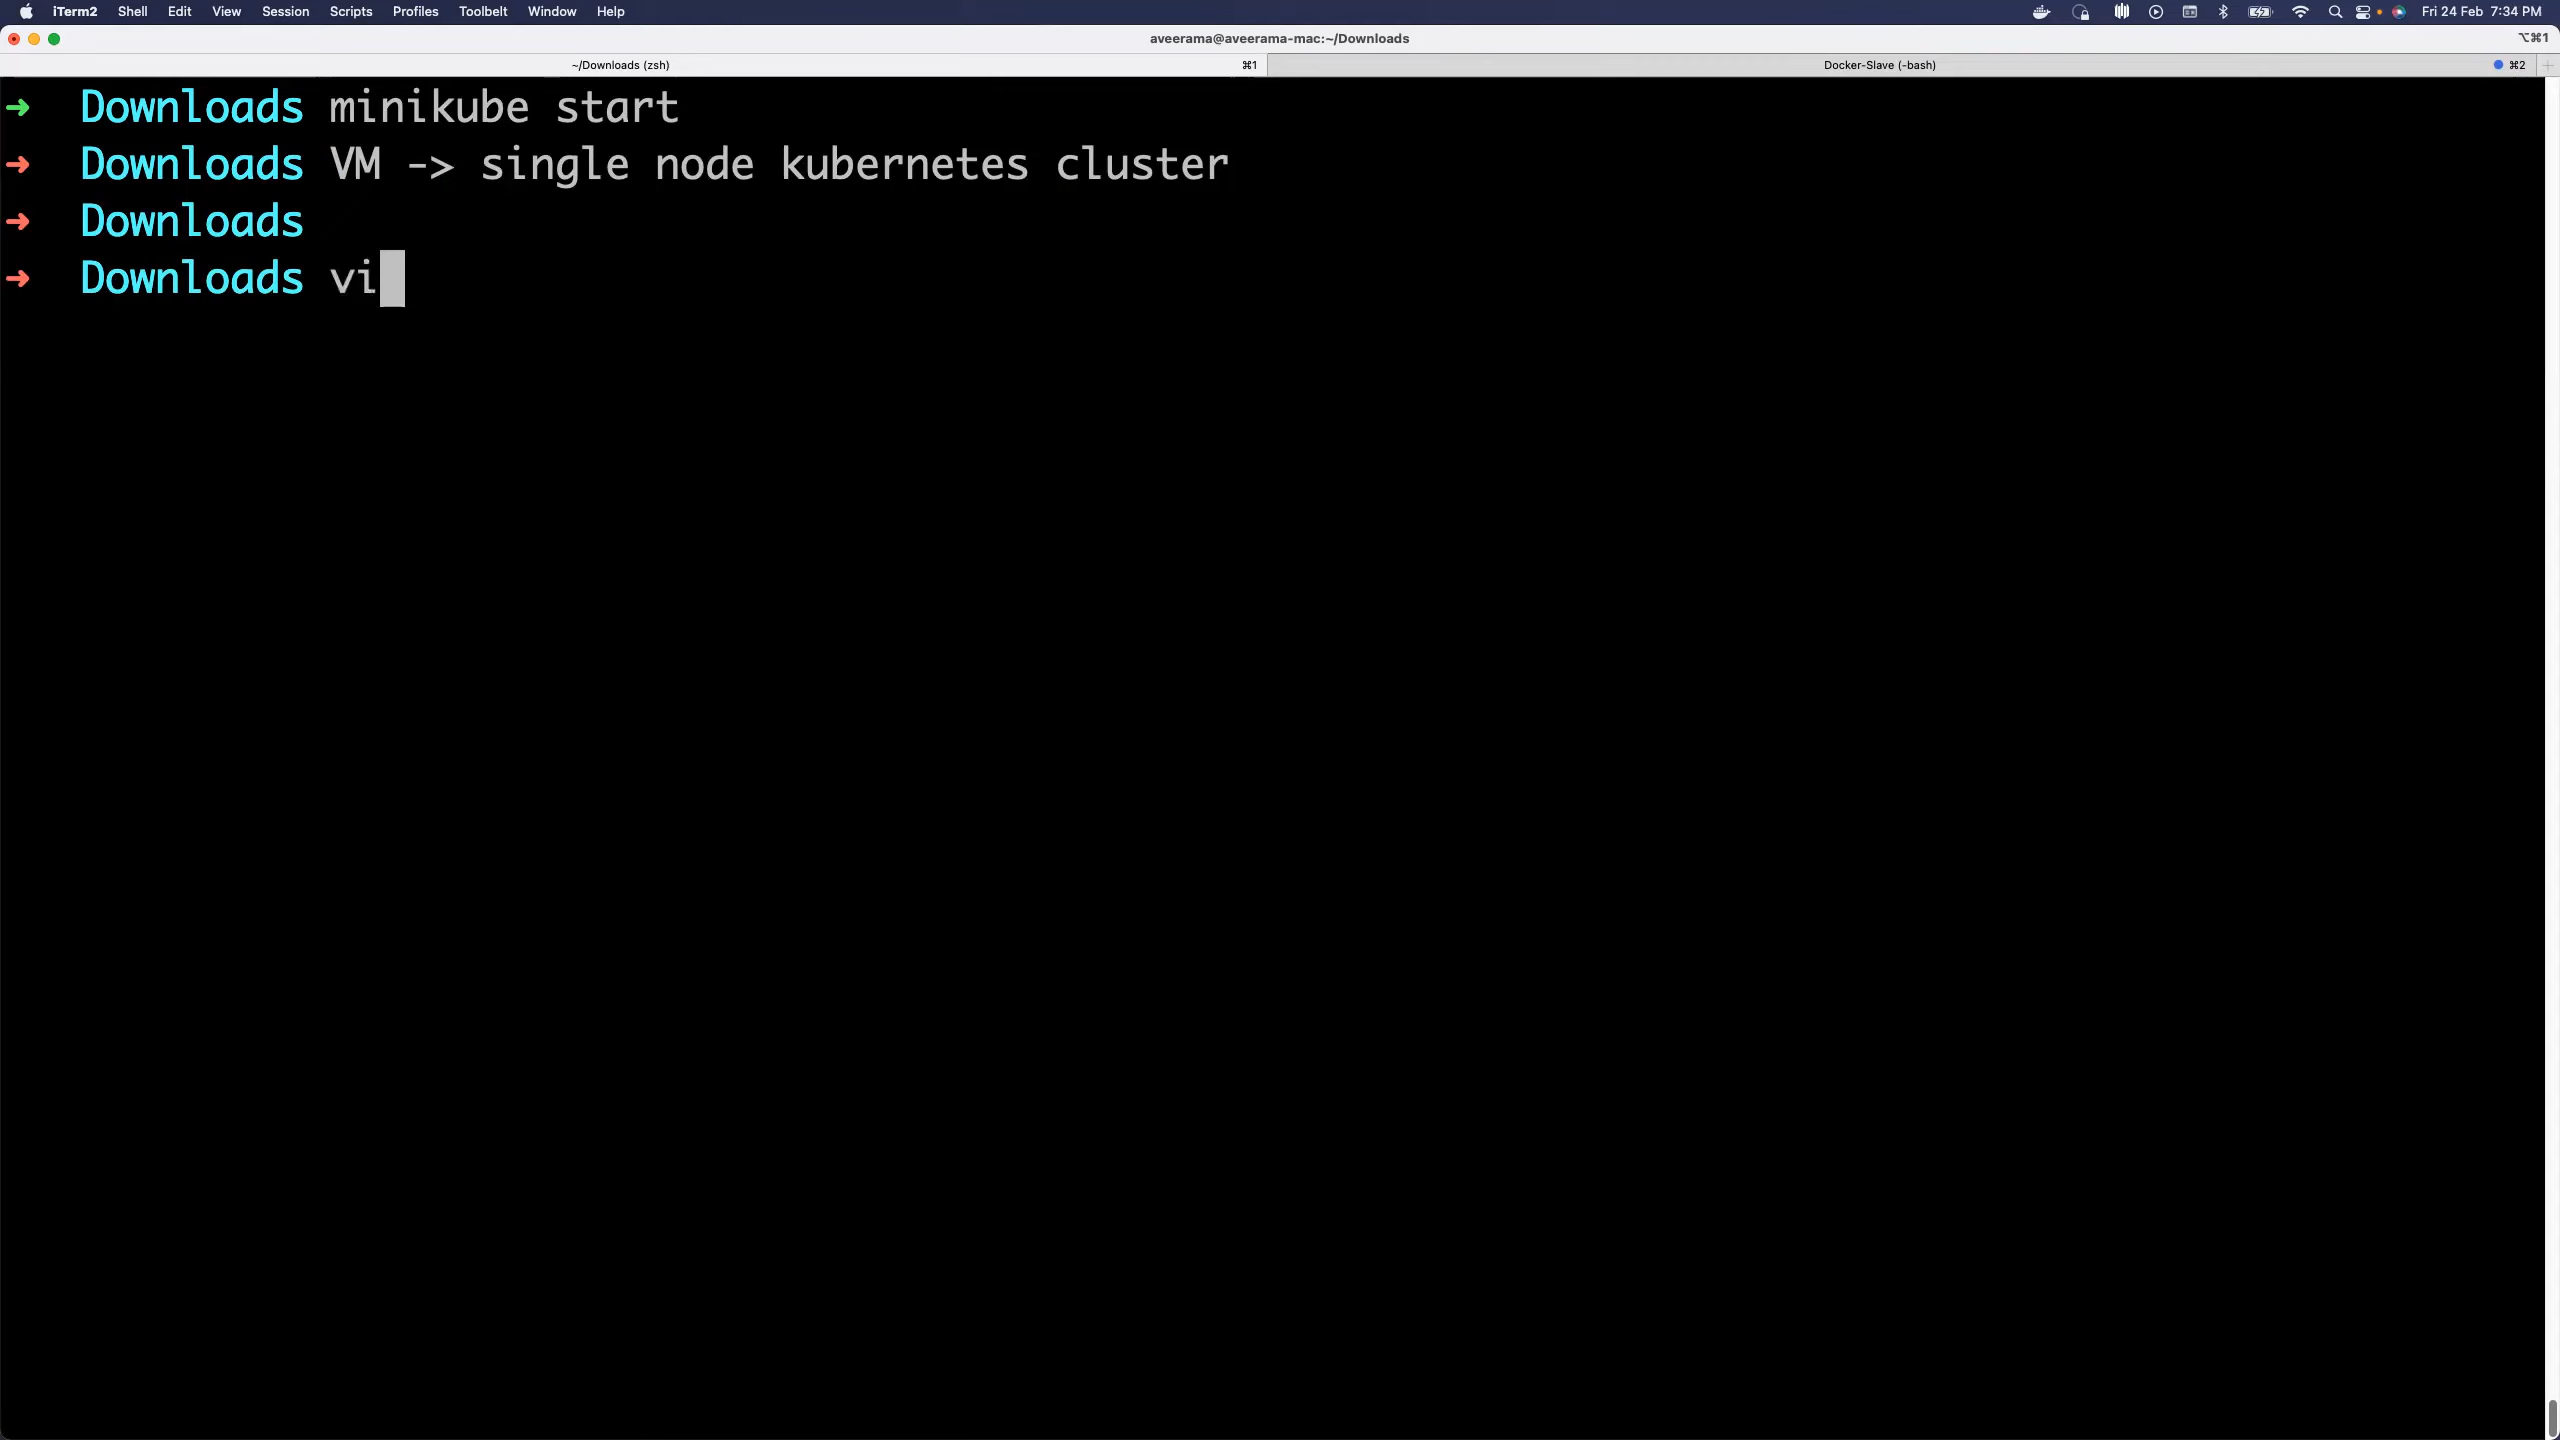 iTerm2 Shell Edit View Session Scripts Profiles Toolbelt Window Help Fri 24 Feb 7:34 PM
aveerama@aveerama-mac:~/Downloads ⌥⌘1
~/Downloads (zsh) ⌘1 Docker-Slave (-bash) ⌘2
➜ Downloads minikube start
➜ Downloads VM -> single node kubernetes cluster
➜ Downloads
➜ Downloads vi